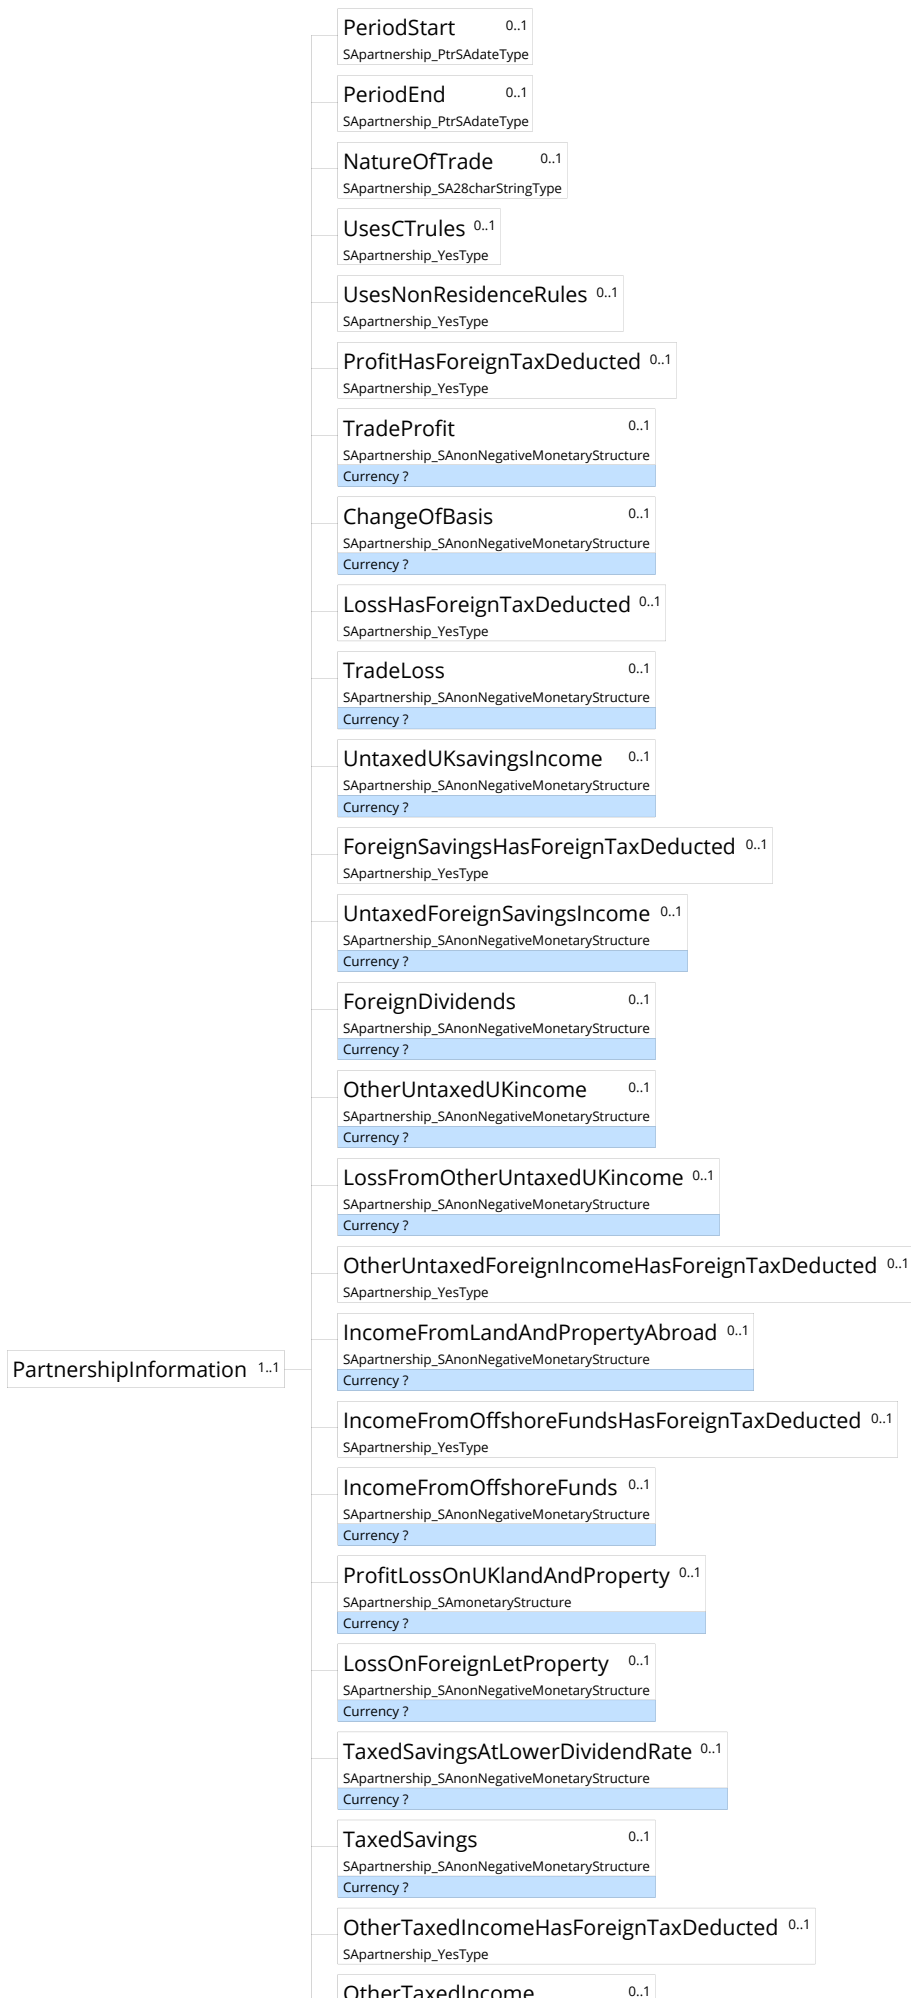 PeriodStart 0..1
SApartnership_PtrSAdateType
PeriodEnd 0..1
SApartnership_PtrSAdateType
NatureOfTrade 0..1
SApartnership_SA28charStringType
UsesCTrules 0..1
SApartnership_YesType
UsesNonResidenceRules 0..1
SApartnership_YesType
ProfitHasForeignTaxDeducted 0..1
SApartnership_YesType
TradeProfit 0..1
SApartnership_SAnonNegativeMonetaryStructure
Currency ?
ChangeOfBasis 0..1
SApartnership_SAnonNegativeMonetaryStructure
Currency ?
LossHasForeignTaxDeducted 0..1
SApartnership_YesType
TradeLoss 0..1
SApartnership_SAnonNegativeMonetaryStructure
Currency ?
UntaxedUKsavingsIncome 0..1
SApartnership_SAnonNegativeMonetaryStructure
Currency ?
ForeignSavingsHasForeignTaxDeducted 0..1
SApartnership_YesType
UntaxedForeignSavingsIncome 0..1
SApartnership_SAnonNegativeMonetaryStructure
Currency ?
ForeignDividends 0..1
SApartnership_SAnonNegativeMonetaryStructure
Currency ?
OtherUntaxedUKincome 0..1
SApartnership_SAnonNegativeMonetaryStructure
Currency ?
LossFromOtherUntaxedUKincome 0..1
SApartnership_SAnonNegativeMonetaryStructure
Currency ?
OtherUntaxedForeignIncomeHasForeignTaxDeducted 0..1
SApartnership_YesType
IncomeFromLandAndPropertyAbroad 0..1
SApartnership_SAnonNegativeMonetaryStructure
Currency ?
PartnershipInformation 1..1
IncomeFromOffshoreFundsHasForeignTaxDeducted 0..1
SApartnership_YesType
IncomeFromOffshoreFunds 0..1
SApartnership_SAnonNegativeMonetaryStructure
Currency ?
ProfitLossOnUKlandAndProperty 0..1
SApartnership_SAmonetaryStructure
Currency ?
LossOnForeignLetProperty 0..1
SApartnership_SAnonNegativeMonetaryStructure
Currency ?
TaxedSavingsAtLowerDividendRate 0..1
SApartnership_SAnonNegativeMonetaryStructure
Currency ?
TaxedSavings 0..1
SApartnership_SAnonNegativeMonetaryStructure
Currency ?
OtherTaxedIncomeHasForeignTaxDeducted 0..1
SApartnership_YesType
OtherTaxedIncome 0..1